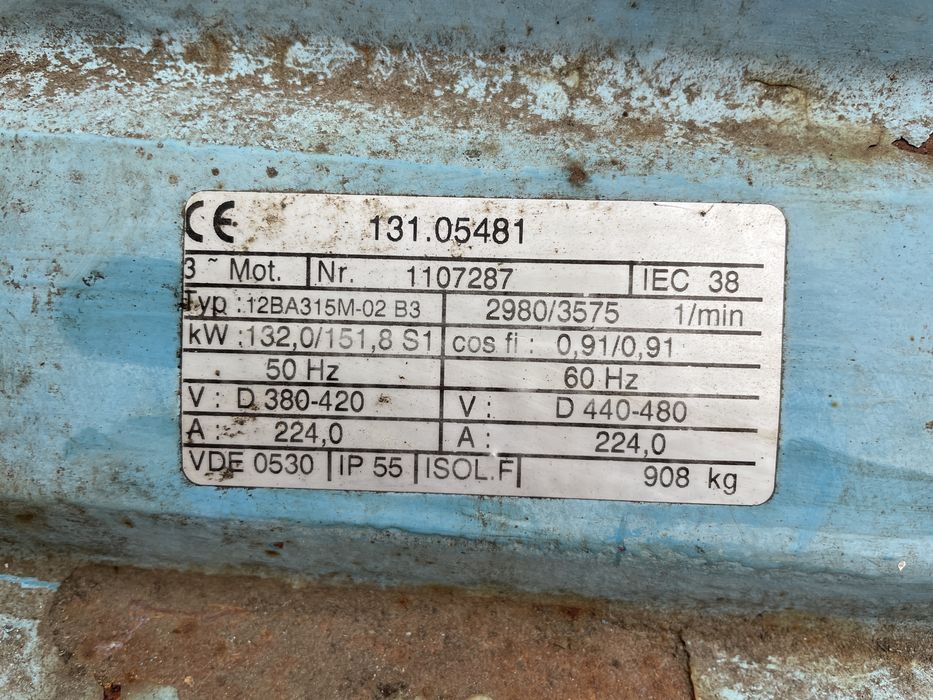 CE 131.05481
3 ~ Mot. Nr. 1107287 IEC 38
Typ :.12BA315M-02 B3 2980/3575 1/min
kW :132,0/151,8 S1 cos fi : 0,91/0,91
50 Hz 60 Hz
V : D 380-420 V : D 440-480
A : 224,0 A : 224,0
VDE 0530 IP 55 ISOL.F 908 kg